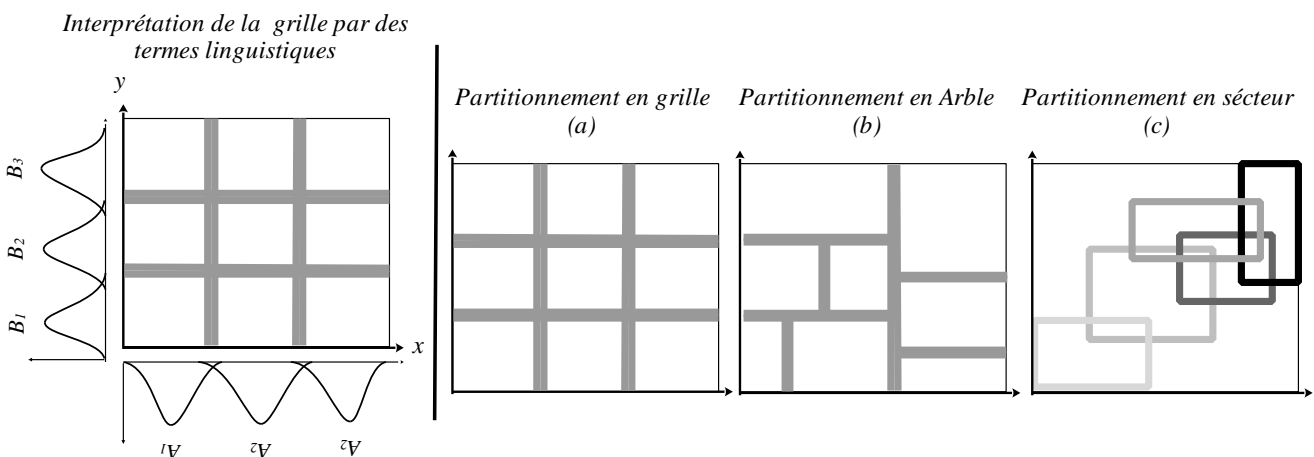 Interprétation de la grille par des
termes linguistiques
y
B3
B2
B1
x
A1
A2
A2
Partitionnement en grille
(a)
Partitionnement en Arble
(b)
Partitionnement en sécteur
(c)